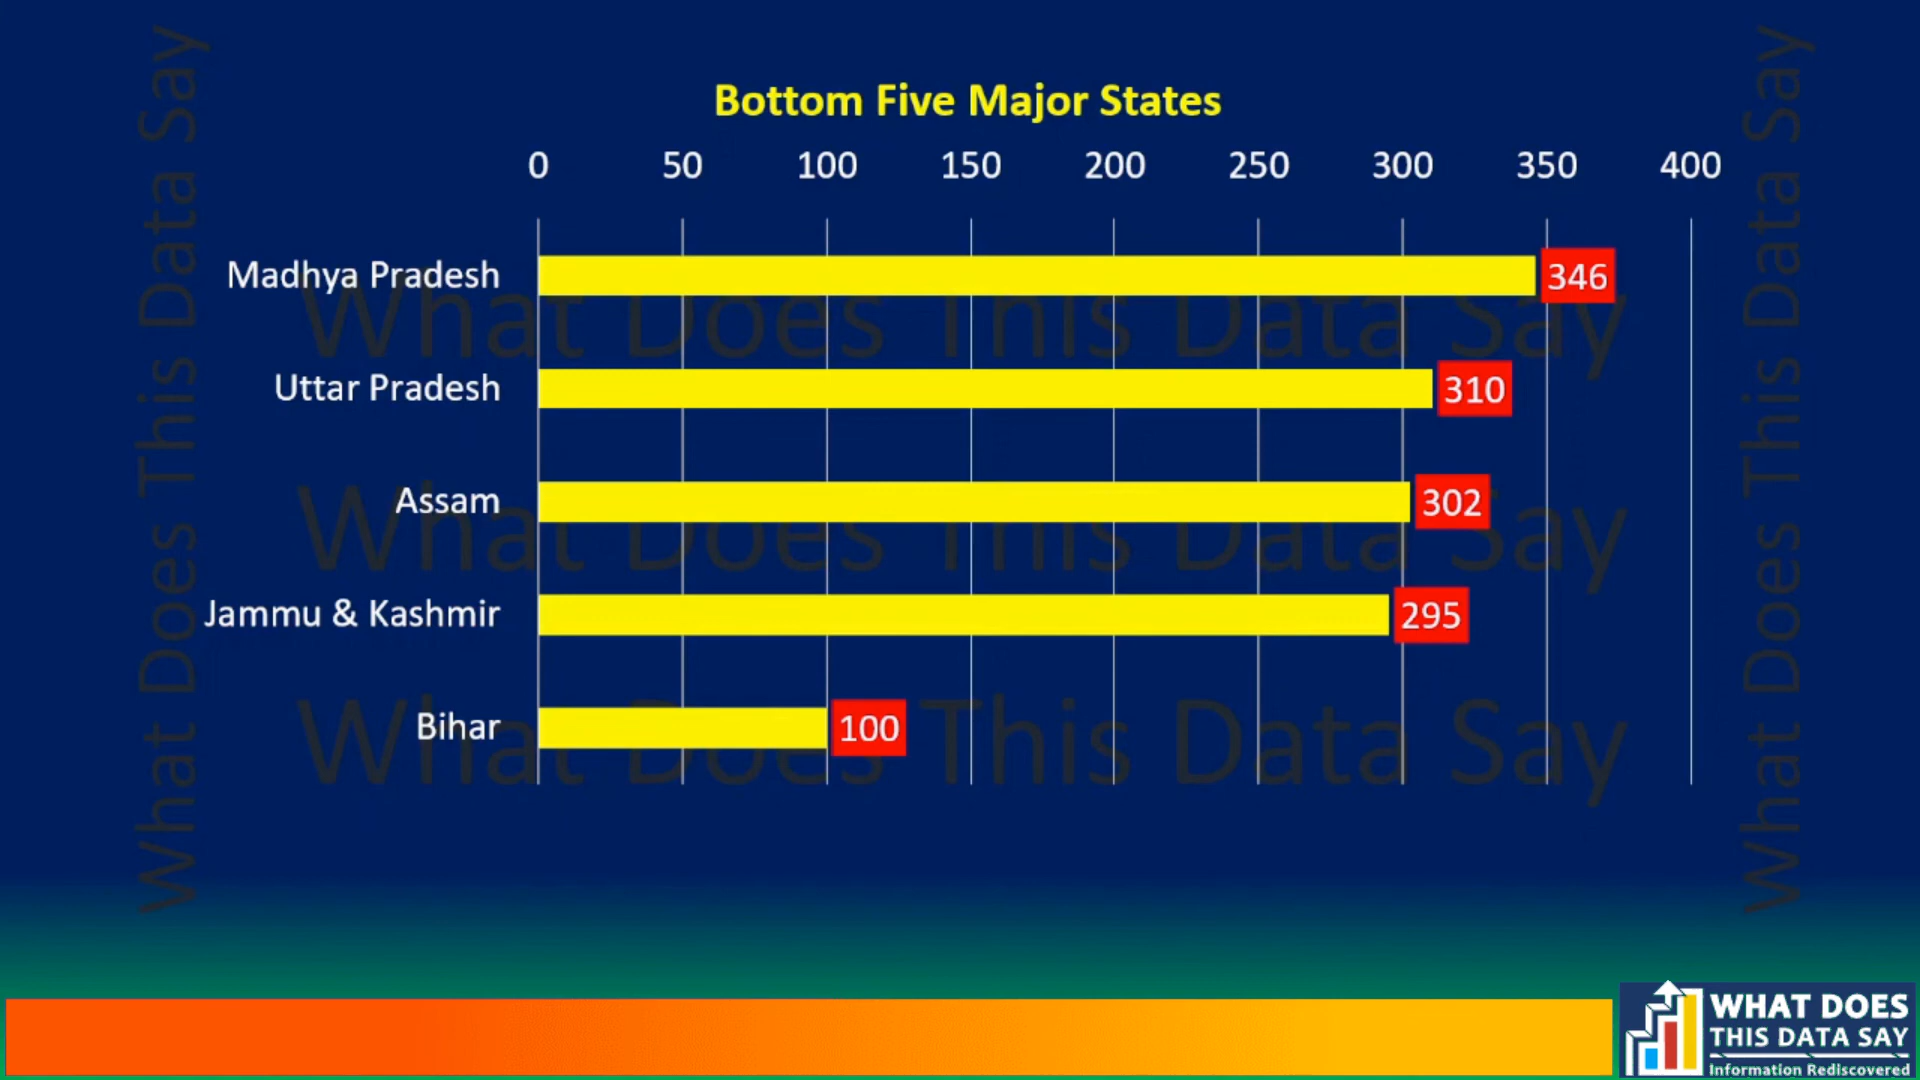 Bottom Five Major States
0 50 100 150 200 250 300 350 400
Madhya Pradesh 346
Uttar Pradesh 310
Assam 302
Jammu & Kashmir 295
Bihar 100
What Does This Data Say
What Does This Data Say
What Does This Data Say
What Does This Data Say
What Does This Data Say
WHAT DOES
THIS DATA SAY
Information Rediscovered